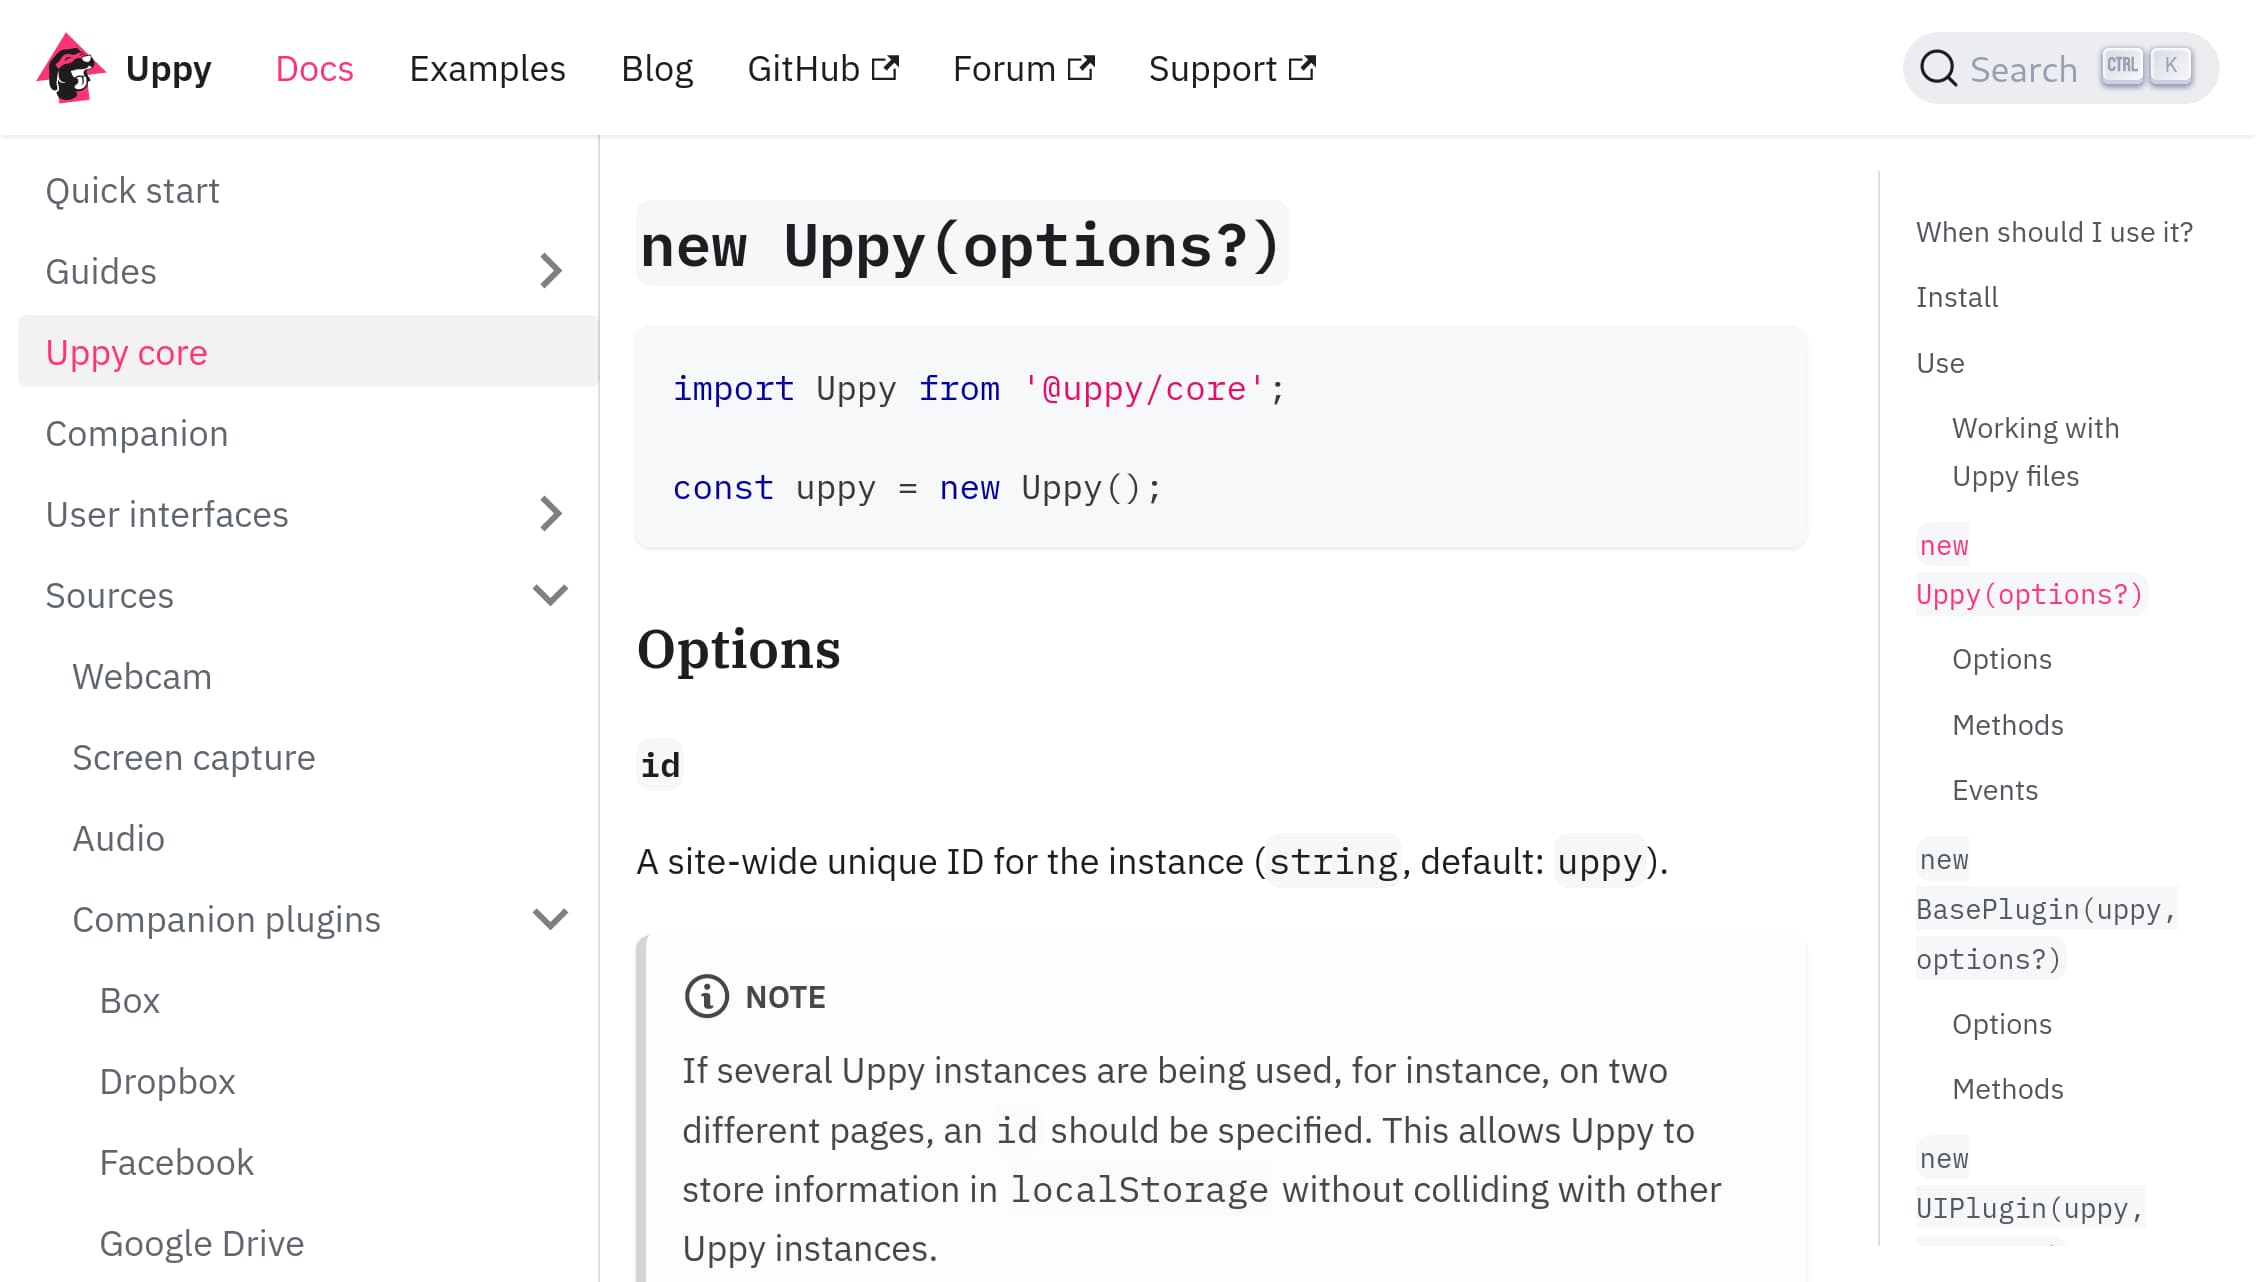 Uppy Docs Examples Blog GitHub Forum Support Search CTRL K
Quick start
Guides
Uppy core
Companion
User interfaces
Sources
Webcam
Screen capture
Audio
Companion plugins
Box
Dropbox
Facebook
Google Drive
new Uppy(options?)
import Uppy from '@uppy/core';
const uppy = new Uppy();
Options
id
A site-wide unique ID for the instance (string, default: uppy).
NOTE
If several Uppy instances are being used, for instance, on two
different pages, an id should be specified. This allows Uppy to
store information in localStorage without colliding with other
Uppy instances.
When should I use it?
Install
Use
Working with
Uppy files
new
Uppy(options?)
Options
Methods
Events
new
BasePlugin(uppy,
options?)
Options
Methods
new
UIPlugin(uppy,